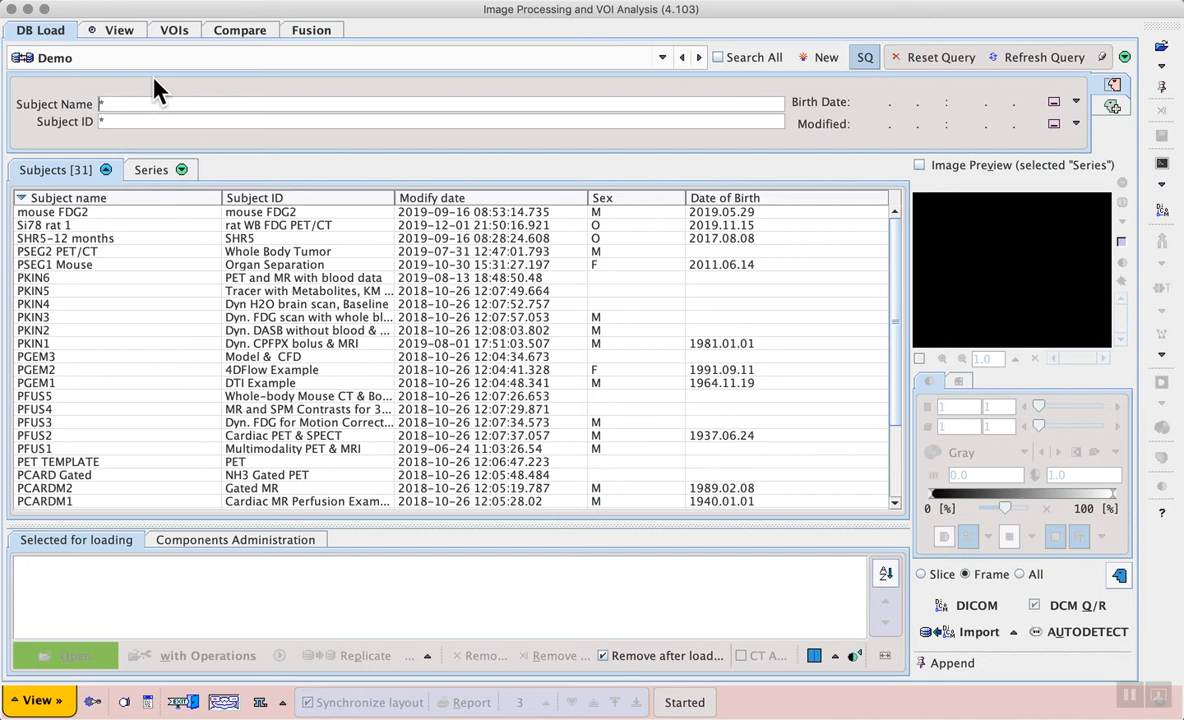 Image Processing and VOI Analysis (4.103)
DB Load View VOIs Compare Fusion
Demo Search All New SQ Reset Query Refresh Query
Subject Name * Birth Date: . . : . .
Subject ID * Modified: . . : . .
Subjects [31] Series Image Preview (selected "Series")
Subject name Subject ID Modify date Sex Date of Birth
mouse FDG2 mouse FDG2 2019-09-16 08:53:14.735 M 2019.05.29
Si78 rat 1 rat WB FDG PET/CT 2019-12-01 21:50:16.921 O 2019.11.15
SHR5-12 months SHR5 2019-09-16 08:28:24.608 O 2017.08.08
PSEG2 PET/CT Whole Body Tumor 2019-07-31 12:47:01.793 M
PSEG1 Mouse Organ Separation 2019-10-30 15:31:27.197 F 2011.06.14
PKIN6 PET and MR with blood data 2019-08-13 18:48:50.48
PKIN5 Tracer with Metabolites, KM ... 2018-10-26 12:07:49.664
PKIN4 Dyn H2O brain scan, Baseline 2018-10-26 12:07:52.757
PKIN3 Dyn. FDG scan with whole bl... 2018-10-26 12:07:57.053 M
PKIN2 Dyn. DASB without blood & ... 2018-10-26 12:08:03.802 M
PKIN1 Dyn. CPFPX bolus & MRI 2019-08-01 17:51:03.507 M 1981.01.01
PGEM3 Model & CFD 2018-10-26 12:04:34.673
PGEM2 4DFlow Example 2018-10-26 12:04:41.328 F 1991.09.11
PGEM1 DTI Example 2018-10-26 12:04:48.341 M 1964.11.19
PFUS5 Whole-body Mouse CT & Bo... 2018-10-26 12:07:26.653
PFUS4 MR and SPM Contrasts for 3... 2018-10-26 12:07:29.871
PFUS3 Dyn. FDG for Motion Correct... 2018-10-26 12:07:34.573 M
PFUS2 Cardiac PET & SPECT 2018-10-26 12:07:37.057 M 1937.06.24
PFUS1 Multimodality PET & MRI 2019-06-24 11:03:26.54 M
PET TEMPLATE PET 2018-10-26 12:06:47.223
PCARD Gated NH3 Gated PET 2018-10-26 12:05:48.484
PCARDM2 Gated MR 2018-10-26 12:05:19.787 M 1989.02.08
PCARDM1 Cardiac MR Perfusion Exam... 2018-10-26 12:05:28.02 M 1940.01.01
1.0
1 1
1 1
Gray
0.0 1.0
0 [%] 100 [%]
Selected for loading Components Administration
Slice Frame All
DICOM DCM Q/R
Import AUTODETECT
Append
Open with Operations Replicate ... Remo... Remove ... Remove after load... CT A...
View » Synchronize layout Report 3 Started
?